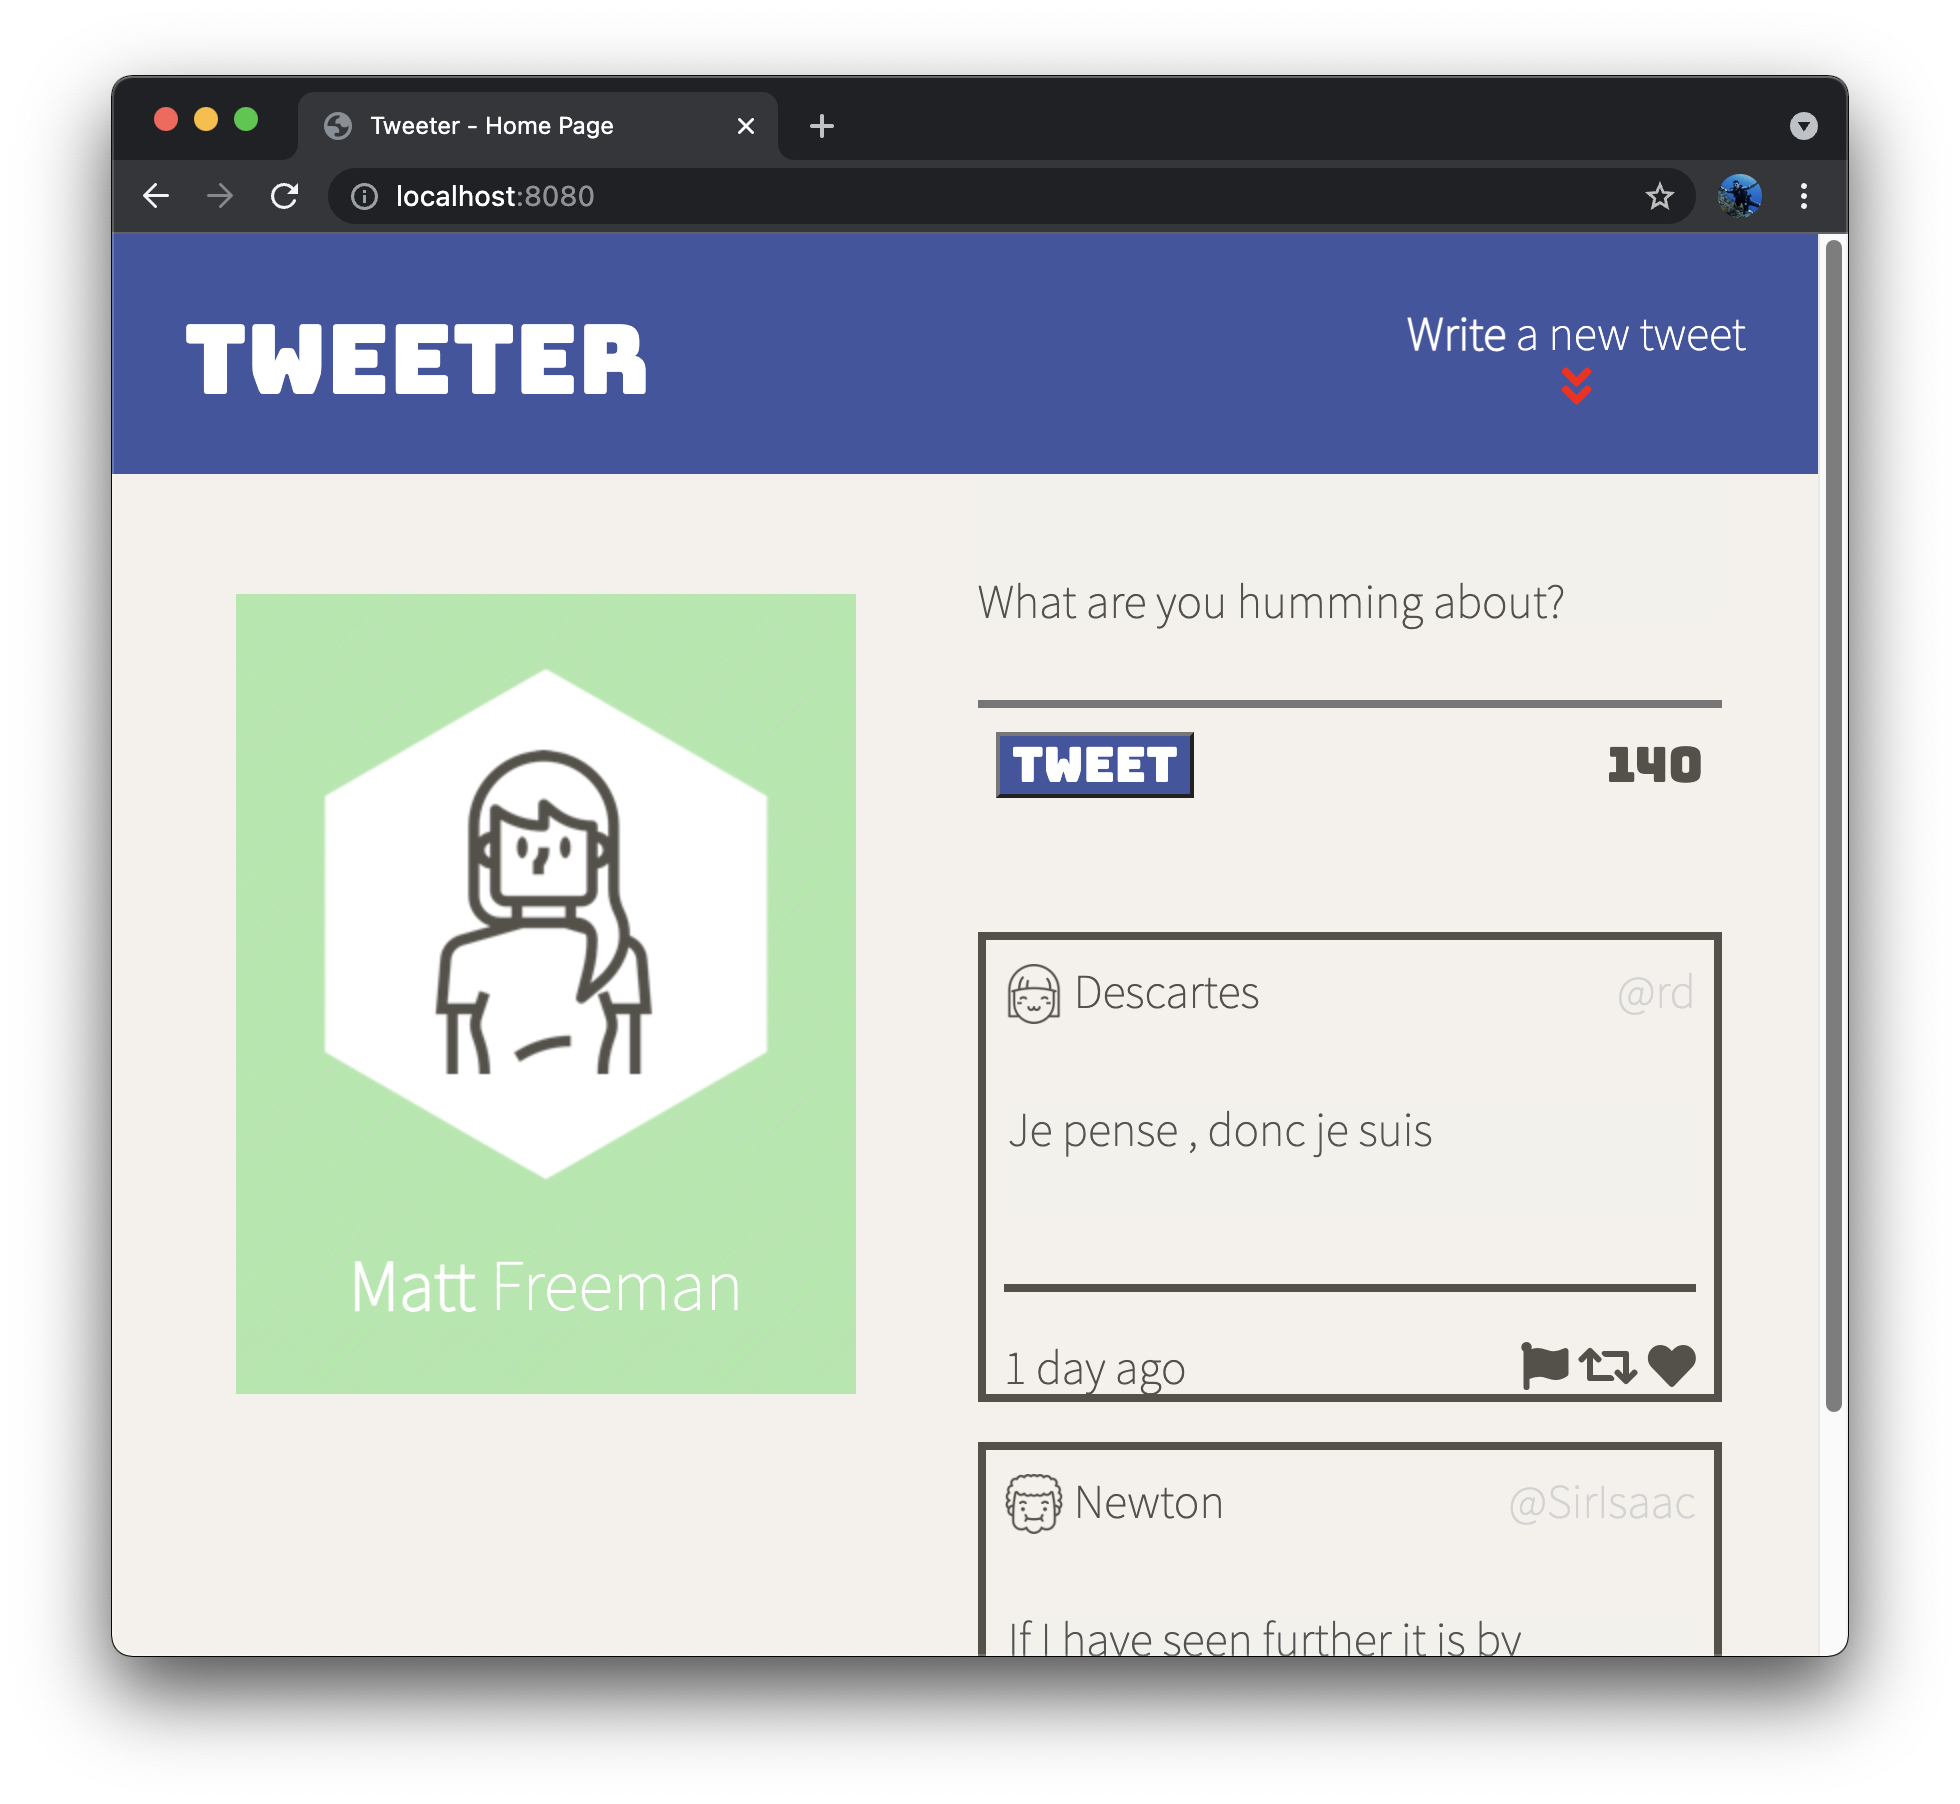 Tweeter - Home Page
localhost:8080
TWEETER
Write a new tweet
What are you humming about?
TWEET
140
Matt Freeman
Descartes
@rd
Je pense , donc je suis
1 day ago
Newton
@SirIsaac
If I have seen further it is by